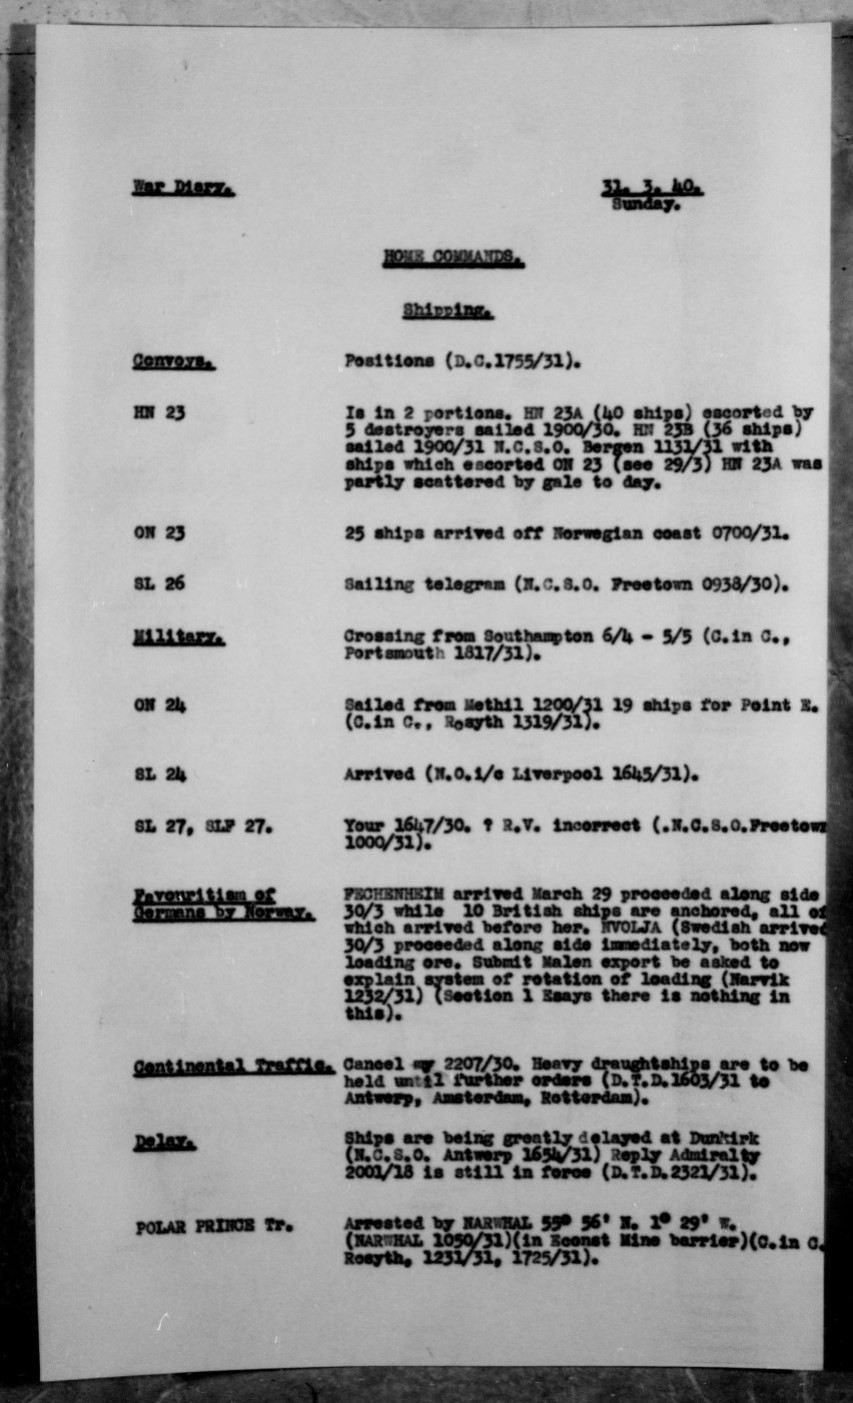 War Diary. 31. 3. 40.
Sunday.
HOME COMMANDS.
Shipping.
Convoys. Positions (D.C.1755/31).
HN 23 Is in 2 portions. HN 23A (40 ships) escorted by
5 destroyers sailed 1900/30. HN 23B (36 ships)
sailed 1900/31 N.C.S.O. Bergen 1131/31 with
ships which escorted ON 23 (see 29/3) HN 23A was
partly scattered by gale to day.
ON 23 25 ships arrived off Norwegian coast 0700/31.
SL 26 Sailing telegram (N.C.S.O. Freetown 0938/30).
Military. Crossing from Southampton 6/4 - 5/5 (C.in C.,
Portsmouth 1817/31).
ON 24 Sailed from Methil 1200/31 19 ships for Point E.
(C.in C., Rosyth 1319/31).
SL 24 Arrived (N.O.i/c Liverpool 1645/31).
SL 27, SLF 27. Your 1647/30. ? R.V. incorrect (.N.C.S.O.Freetown
1000/31).
Favouritism of FECHENHEIM arrived March 29 proceeded along side
Germans by Norway. 30/3 while 10 British ships are anchored, all of
which arrived before her. NVOLJA (Swedish arrived
30/3 proceeded along side immediately, both now
loading ore. Submit Malen export be asked to
explain system of rotation of loading (Narvik
1232/31) (Section 1 Esays there is nothing in
this).
Continental Traffic. Cancel my 2207/30. Heavy draughtships are to be
held until further orders (D.T.D.1603/31 to
Antwerp, Amsterdam, Rotterdam).
Delay. Ships are being greatly delayed at Dunkirk
(N.C.S.O. Antwerp 1654/31) Reply Admiralty
2001/18 is still in force (D.T.D.2321/31).
POLAR PRINCE Tr. Arrested by NARWHAL 55° 56' N. 1° 29' W.
(NARWHAL 1050/31)(in Econst Mine barrier)(C.in C.
Rosyth, 1231/31, 1725/31).